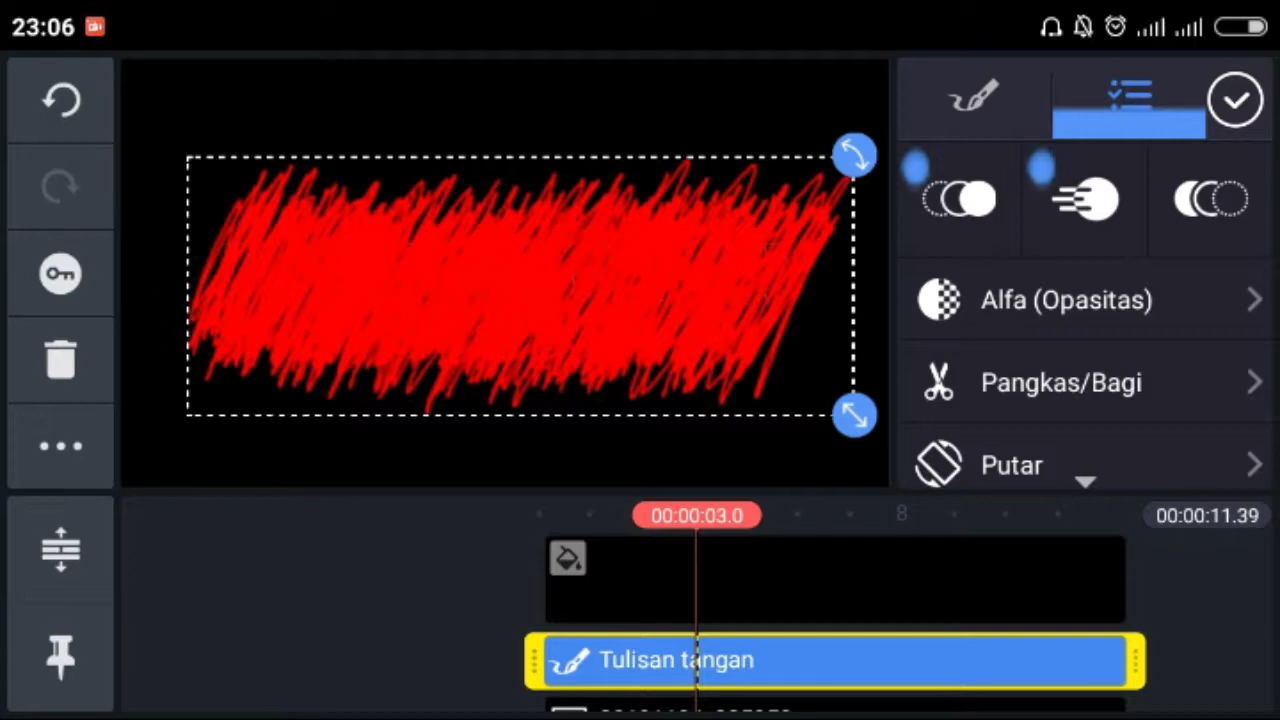 23:06
Alfa (Opasitas)
Pangkas/Bagi
Putar
00:00:03.0
8
00:00:11.39
Tulisan tangan